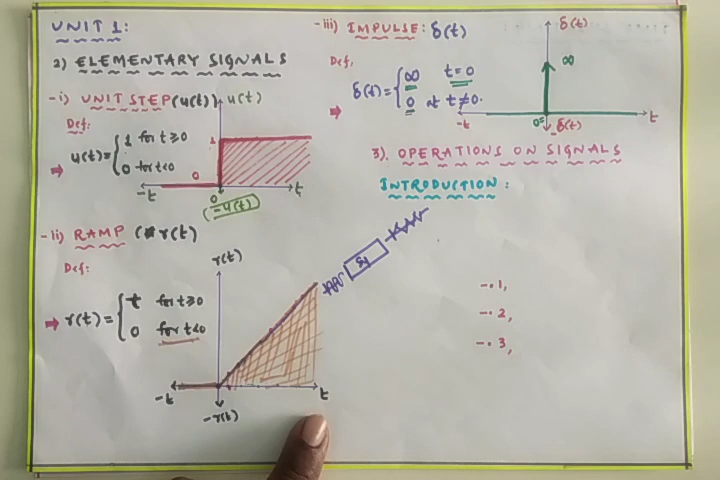 UNIT 1:
2) ELEMENTARY SIGNALS
-i) UNIT STEP(u(t))
u(t)
Def:
u(t)= { 1 for t≥0
0 for t<0
1
0
-t
0
t
-u(t)
-ii) RAMP (r(t)
r(t)
Def:
r(t)= { t for t≥0
0 for t<0
-t
t
-r(t)
-iii) IMPULSE: δ(t)
Def,
δ(t)= { ∞ t=0
0 at t≠0.
δ(t)
∞
-t
0
t
-δ(t)
3). OPERATIONS ON SIGNALS
INTRODUCTION:
-. 1,
-. 2,
-. 3,